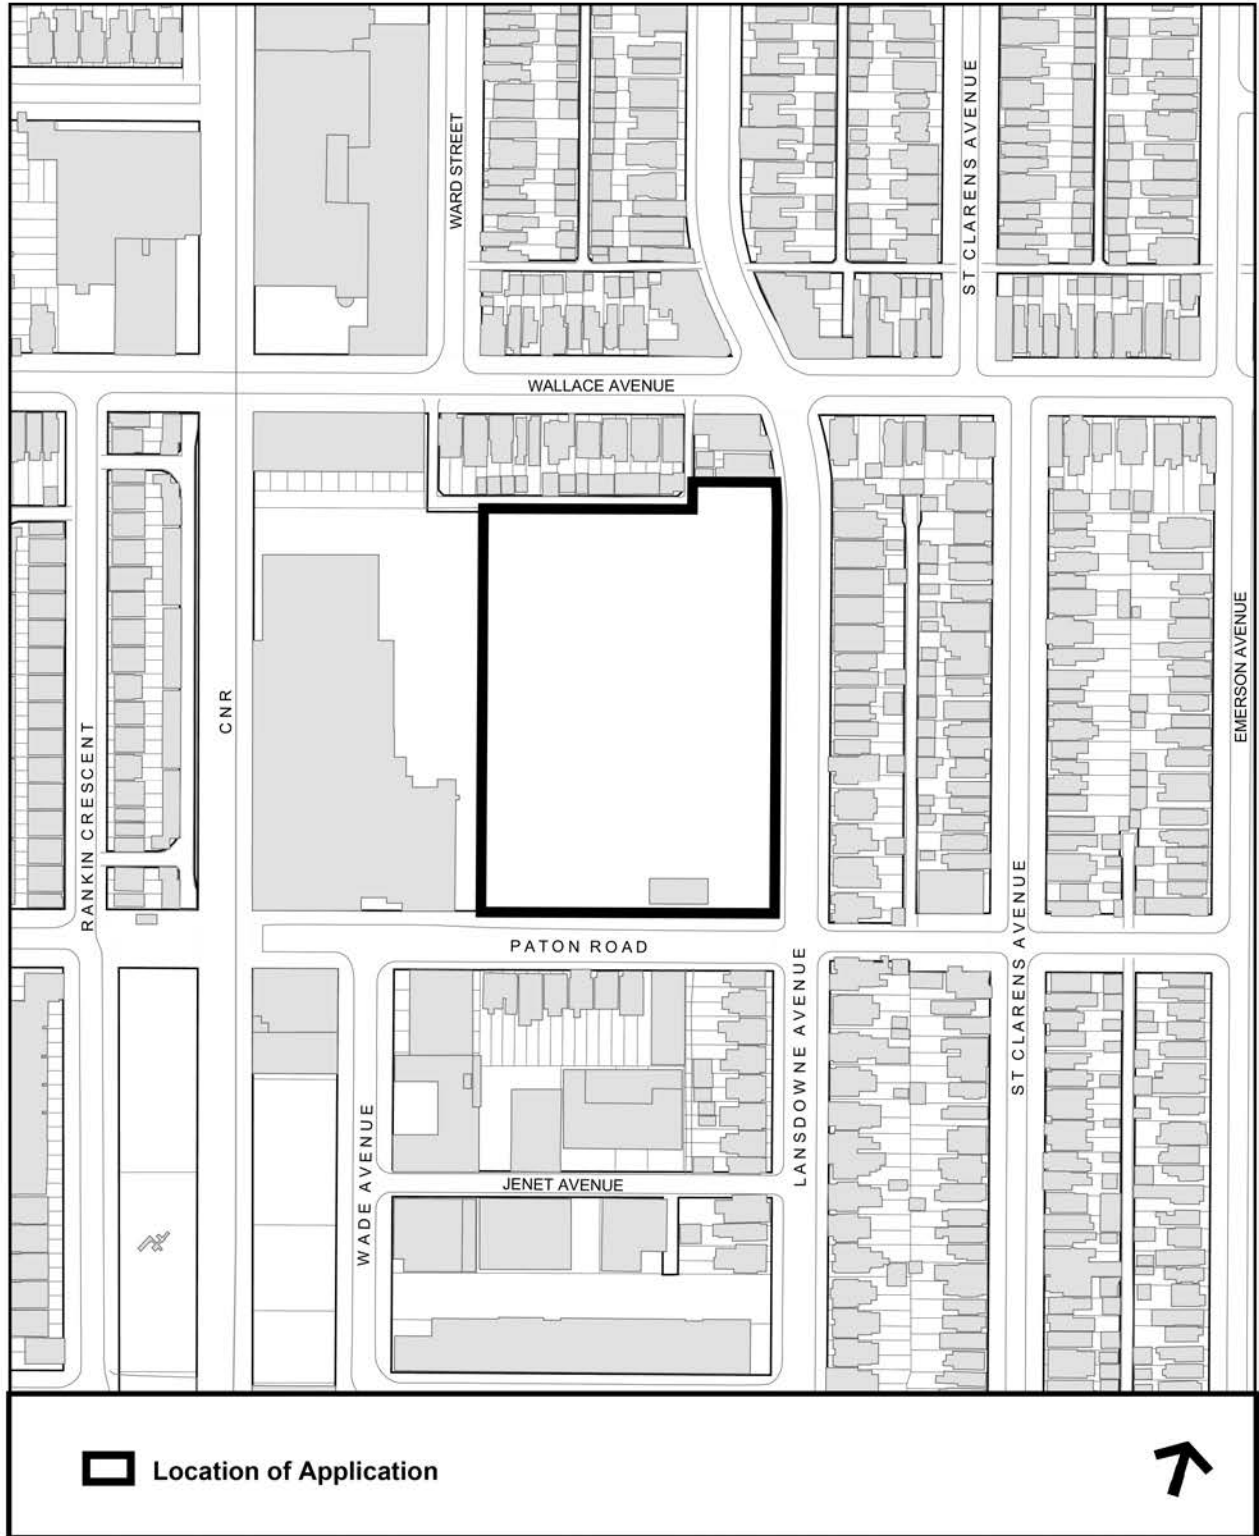 WARD STREET
ST CLARENS AVENUE
WALLACE AVENUE
EMERSON AVENUE
CNR
RANKIN CRESCENT
PATON ROAD
LANSDOWNE AVENUE
ST CLARENS AVENUE
WADE AVENUE
JENET AVENUE
Location of Application